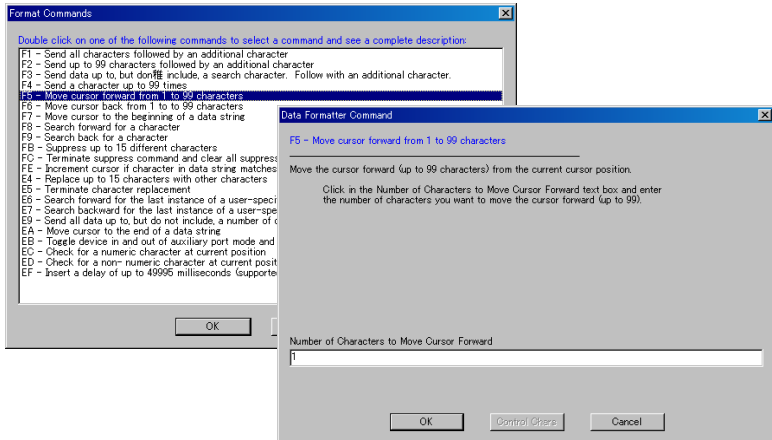 Format Commands
Double click on one of the following commands to select a command and see a complete description:
F1 - Send all characters followed by an additional character
F2 - Send up to 99 characters followed by an additional character
F3 - Send data up to, but don雅 include, a search character.  Follow with an additional character.
F4 - Send a character up to 99 times
F5 - Move cursor forward from 1 to 99 characters
F6 - Move cursor back from 1 to 99 characters
F7 - Move cursor to the beginning of a data string
F8 - Search forward for a character
F9 - Search back for a character
FB - Suppress up to 15 different characters
FC - Terminate suppress command and clear all suppres
FE - Increment cursor if character in data string matches
E4 - Replace up to 15 characters with other characters
E5 - Terminate character replacement
E6 - Search forward for the last instance of a user-speci
E7 - Search backward for the last instance of a user-spe
E9 - Send all data up to, but do not include, a number of c
EA - Move cursor to the end of a data string
EB - Toggle device in and out of auxiliary port mode and
EC - Check for a numeric character at current position
ED - Check for a non- numeric character at current posit
EF - Insert a delay of up to 49995 milliseconds (supporte
OK
Data Formatter Command
F5 - Move cursor forward from 1 to 99 characters
Move the cursor forward (up to 99 characters) from the current cursor position.
Click in the Number of Characters to Move Cursor Forward text box and enter
the number of characters you want to move the cursor forward (up to 99).
Number of Characters to Move Cursor Forward
1
OK Control Chars Cancel